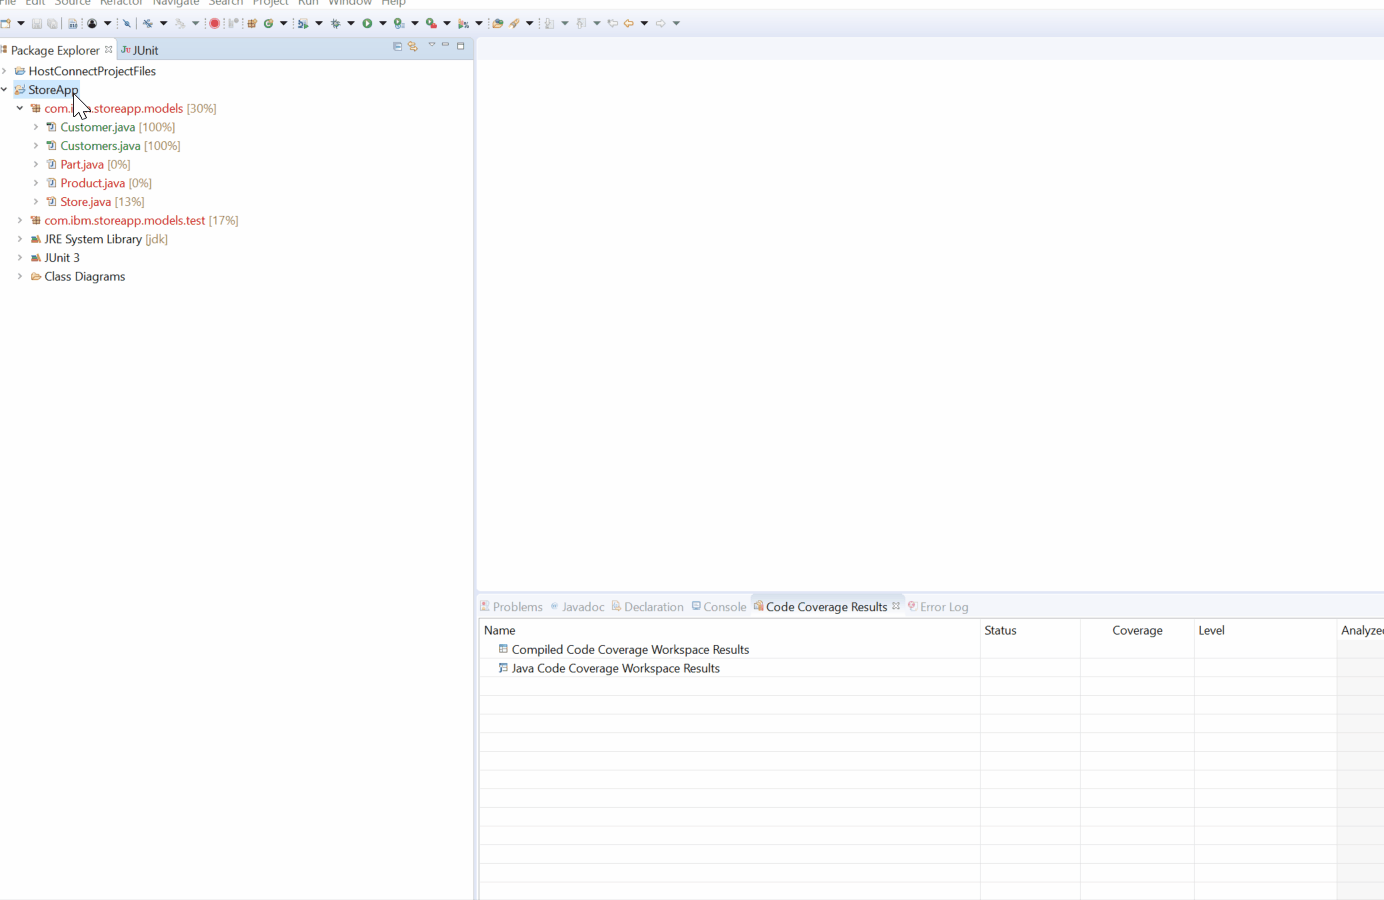 File Edit Source Refactor Navigate Search Project Run Window Help
Package Explorer JUnit
HostConnectProjectFiles
StoreApp
storeapp.models [30%]
Customer.java [100%]
Customers.java [100%]
Part.java [0%]
Product.java [0%]
Store.java [13%]
com.ibm.storeapp.models.test [17%]
JRE System Library [jdk]
JUnit 3
Class Diagrams
Problems Javadoc Declaration Console Code Coverage Results Error Log
Name Status Coverage Level Analyzed
Compiled Code Coverage Workspace Results
Java Code Coverage Workspace Results